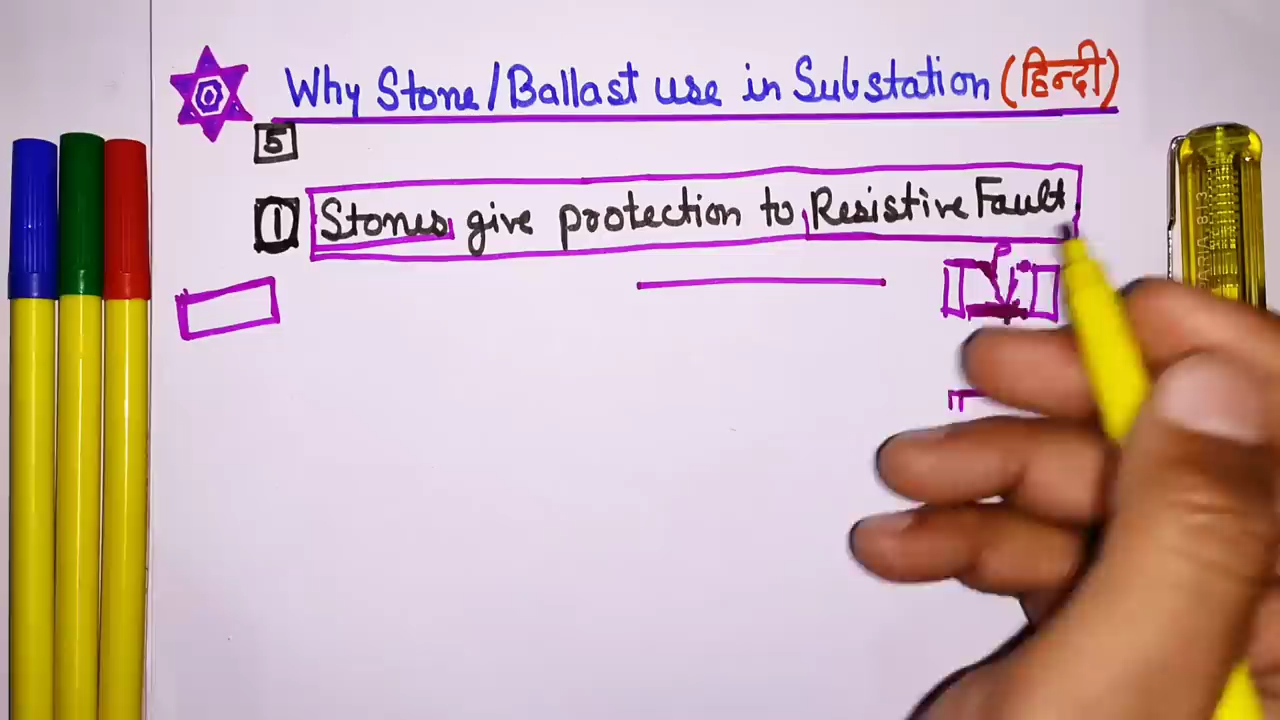 Why Stone/Ballast use in Substation (हिन्दी)
5
1 Stones give protection to Resistive Fault